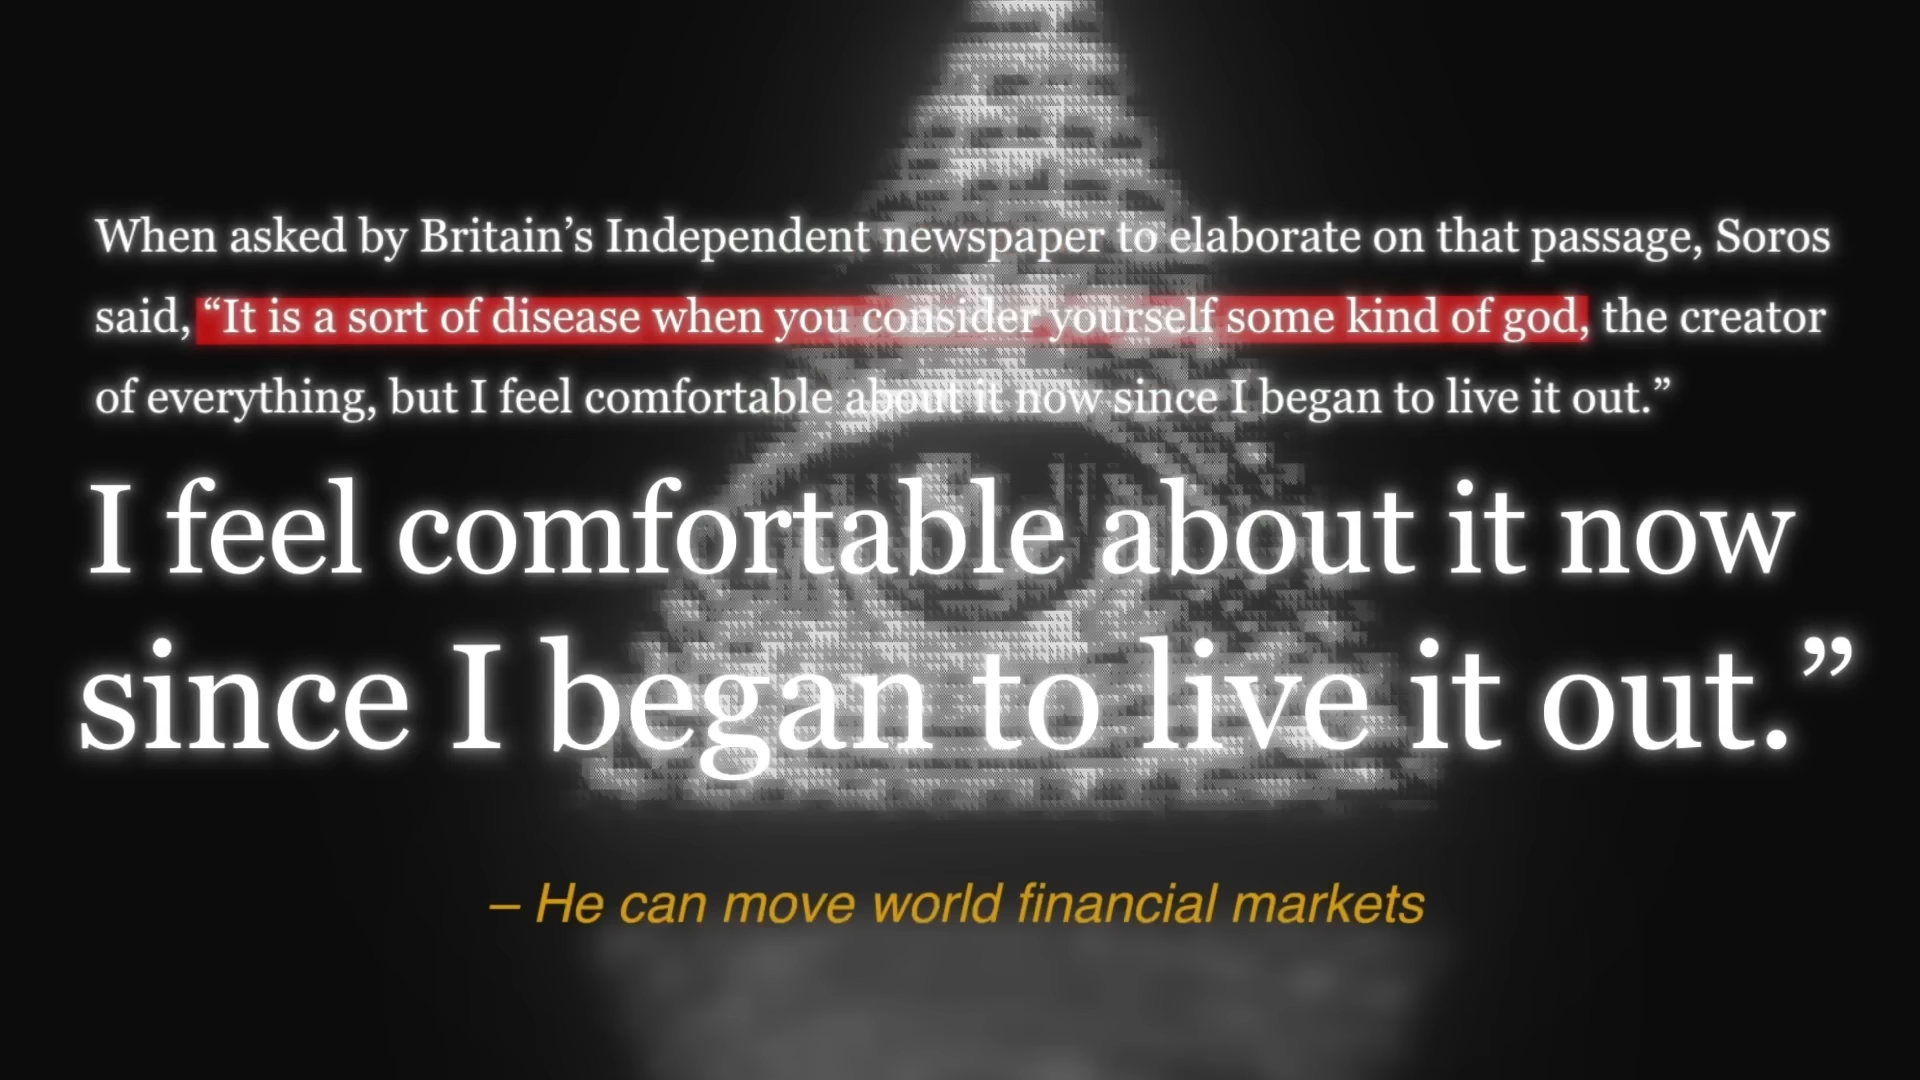 When asked by Britain’s Independent newspaper to elaborate on that passage, Soros
said, “It is a sort of disease when you consider yourself some kind of god, the creator
of everything, but I feel comfortable about it now since I began to live it out.”
I feel comfortable about it now
since I began to live it out.”
– He can move world financial markets